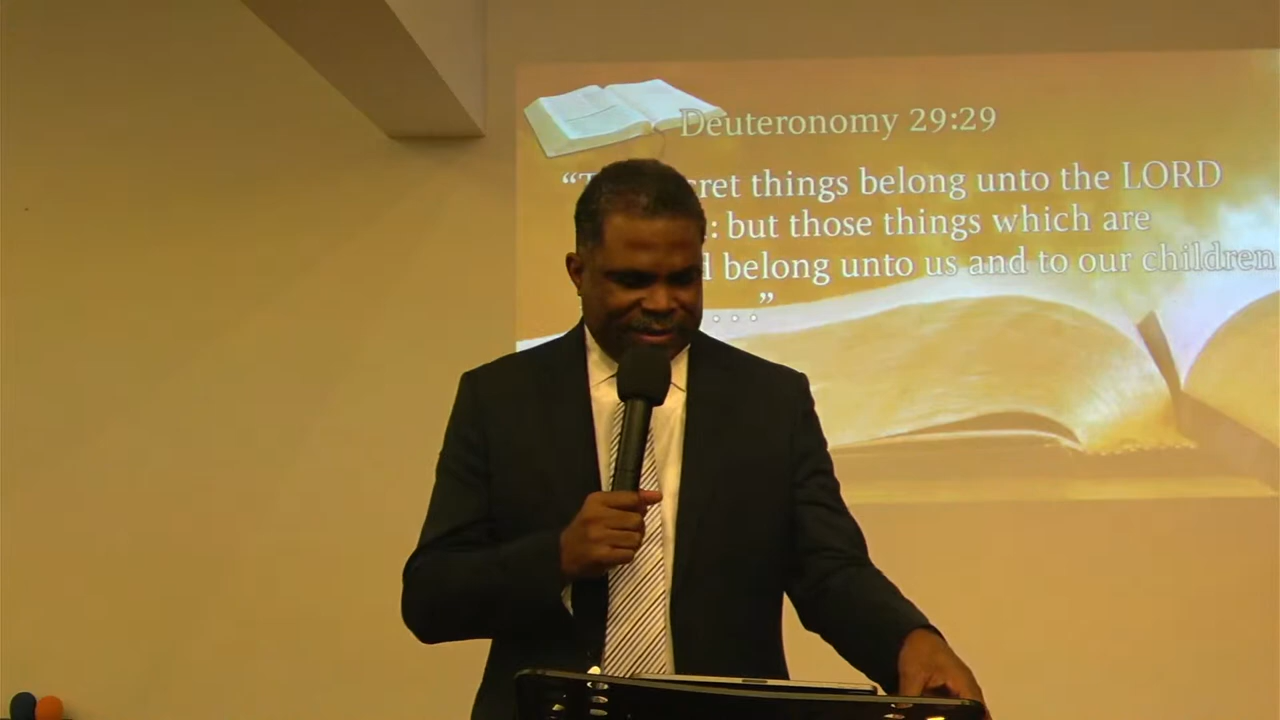 Deuteronomy 29:29
“T cret things belong unto the LORD
: but those things which are
d belong unto us and to our children
. . . ”